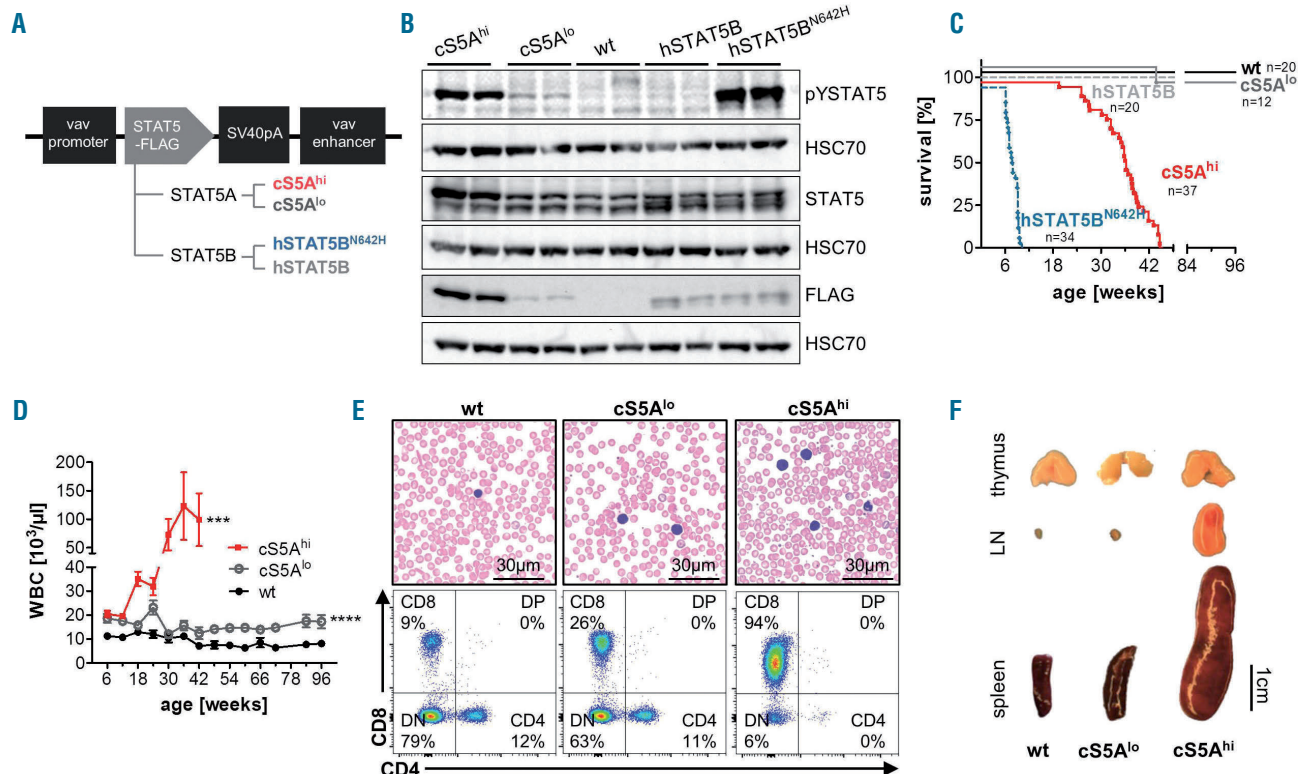 A
vav
promoter
STAT5
-FLAG
SV40pA
vav
enhancer
STAT5A
cS5Ahi
cS5Alo
STAT5B
hSTAT5BN642H
hSTAT5B
B
cS5Ahi
cS5Alo
wt
hSTAT5B
hSTAT5BN642H
pYSTAT5
HSC70
STAT5
HSC70
FLAG
HSC70
C
survival [%]
100
75
50
25
0
wt n=20
cS5Alo
n=12
hSTAT5B
n=20
cS5Ahi
n=37
hSTAT5BN642H
n=34
6 18 30 42 84 96
age [weeks]
D
WBC [10³/µl]
200
150
100
50
40
30
20
10
0
***
cS5Ahi
cS5Alo
wt
****
6 18 30 42 54 66 78 96
age [weeks]
E
wt cS5Alo cS5Ahi
30µm 30µm 30µm
CD8 DP CD8 DP CD8 DP
9% 0% 26% 0% 94% 0%
DN CD4 DN CD4 DN CD4
79% 12% 63% 11% 6% 0%
CD8
CD4
F
thymus
LN
spleen
1cm
wt cS5Alo cS5Ahi